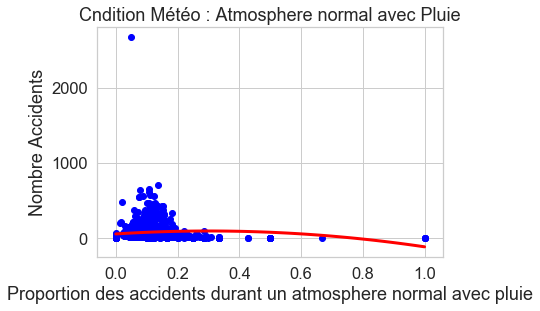 Cndition Météo : Atmosphere normal avec Pluie
Nombre Accidents
2000
1000
0
0.0 0.2 0.4 0.6 0.8 1.0
Proportion des accidents durant un atmosphere normal avec pluie